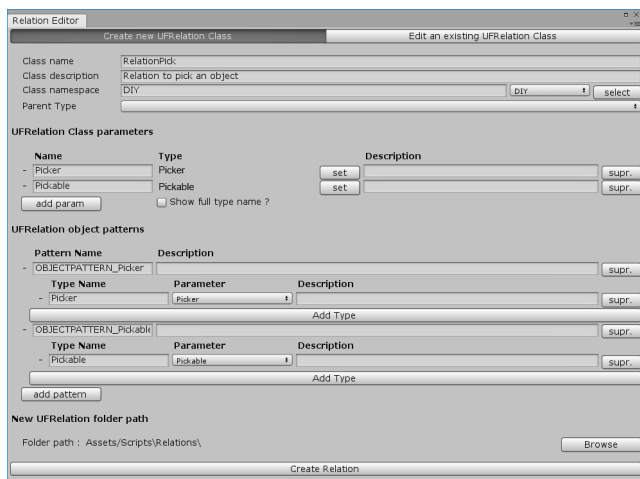 Relation Editor
Create new UFRelation Class Edit an existing UFRelation Class
Class name RelationPick
Class description Relation to pick an object
Class namespace DIY DIY select
Parent Type
UFRelation Class parameters
Name Type Description
- Picker Picker set supr.
- Pickable Pickable set supr.
add param Show full type name ?
UFRelation object patterns
Pattern Name Description
- OBJECTPATTERN_Picker supr.
Type Name Parameter Description
- Picker Picker supr.
Add Type
- OBJECTPATTERN_Pickable supr.
Type Name Parameter Description
- Pickable Pickable supr.
Add Type
add pattern
New UFRelation folder path
Folder path : Assets/Scripts\Relations\ Browse
Create Relation